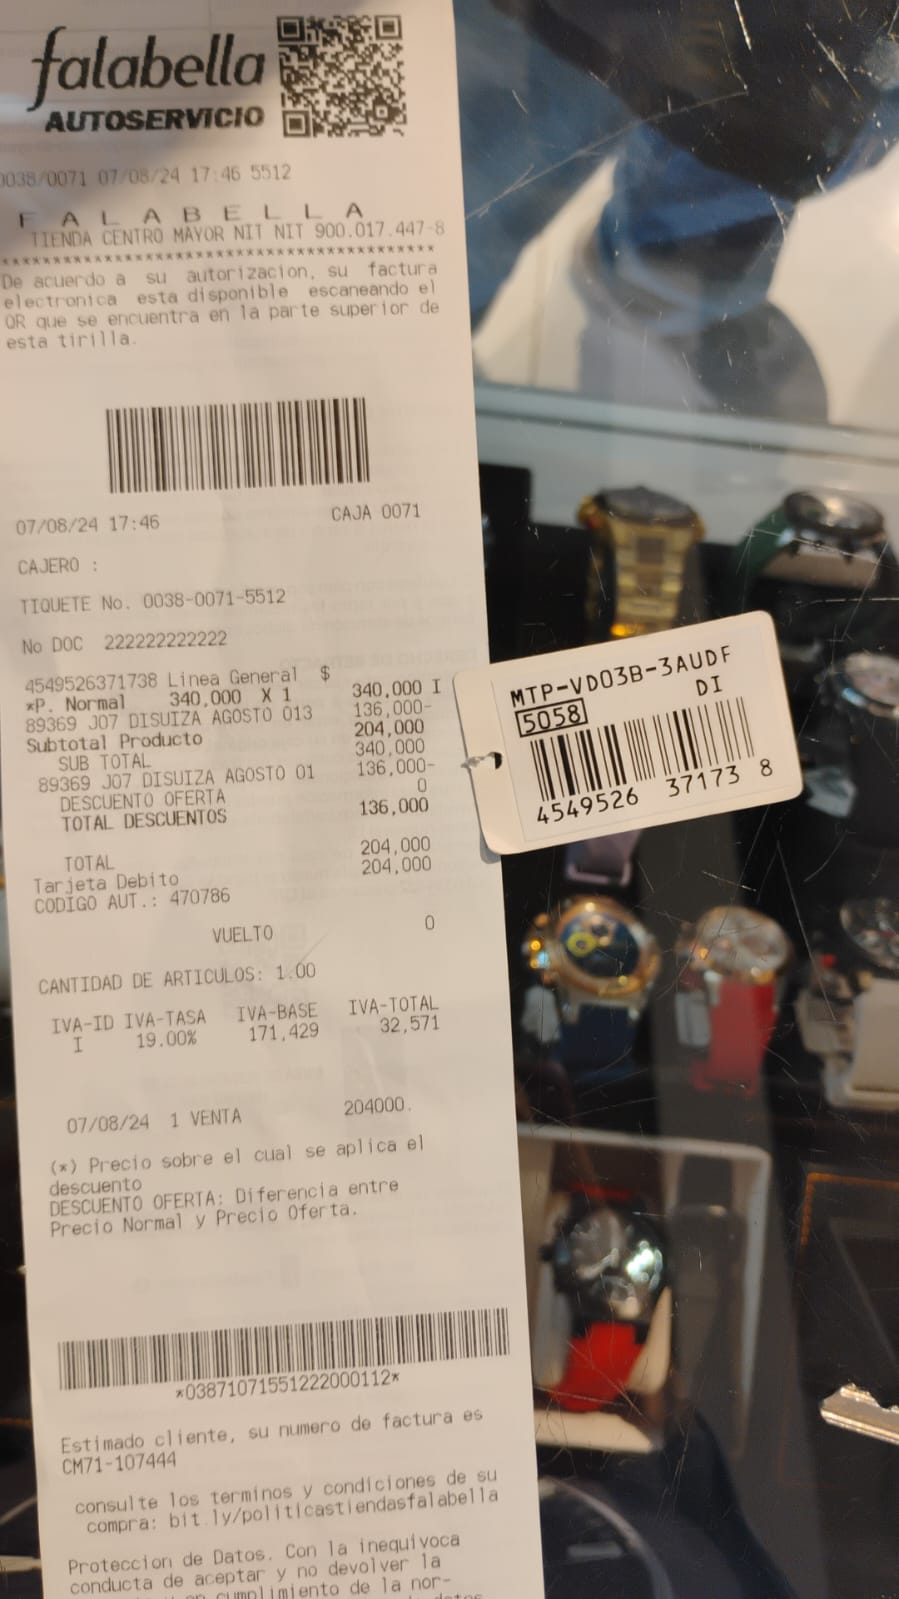 falabella
AUTOSERVICIO
0038/0071 07/08/24 17:46 5512
F A L A B E L L A
TIENDA CENTRO MAYOR NIT NIT 900.017.447-8
******************************************
De acuerdo a su autorizacion, su factura
electronica esta disponible escaneando el
QR que se encuentra en la parte superior de
esta tirilla.
07/08/24 17:46 CAJA 0071
CAJERO :
TIQUETE No. 0038-0071-5512
No DOC 222222222222
4549526371738 Linea General $ 340,000 I
*P. Normal 340,000 X 1
89369 J07 DISUIZA AGOSTO 013 136,000-
Subtotal Producto 204,000
SUB TOTAL 340,000
89369 J07 DISUIZA AGOSTO 01 136,000-
DESCUENTO OFERTA 0
TOTAL DESCUENTOS 136,000
TOTAL 204,000
Tarjeta Debito 204,000
CODIGO AUT.: 470786
VUELTO 0
CANTIDAD DE ARTICULOS: 1.00
IVA-ID IVA-TASA IVA-BASE IVA-TOTAL
I 19.00% 171,429 32,571
07/08/24 1 VENTA 204000.
(*) Precio sobre el cual se aplica el
descuento
DESCUENTO OFERTA: Diferencia entre
Precio Normal y Precio Oferta.
*03871071551222000112*
Estimado cliente, su numero de factura es
CM71-107444
consulte los terminos y condiciones de su
compra: bit.ly/politicastiendasfalabella
Proteccion de Datos. Con la inequivoca
conducta de aceptar y no devolver la
cumplimiento de la nor-
MTP-VD03B-3AUDF
5058 DI
4549526 37173 8